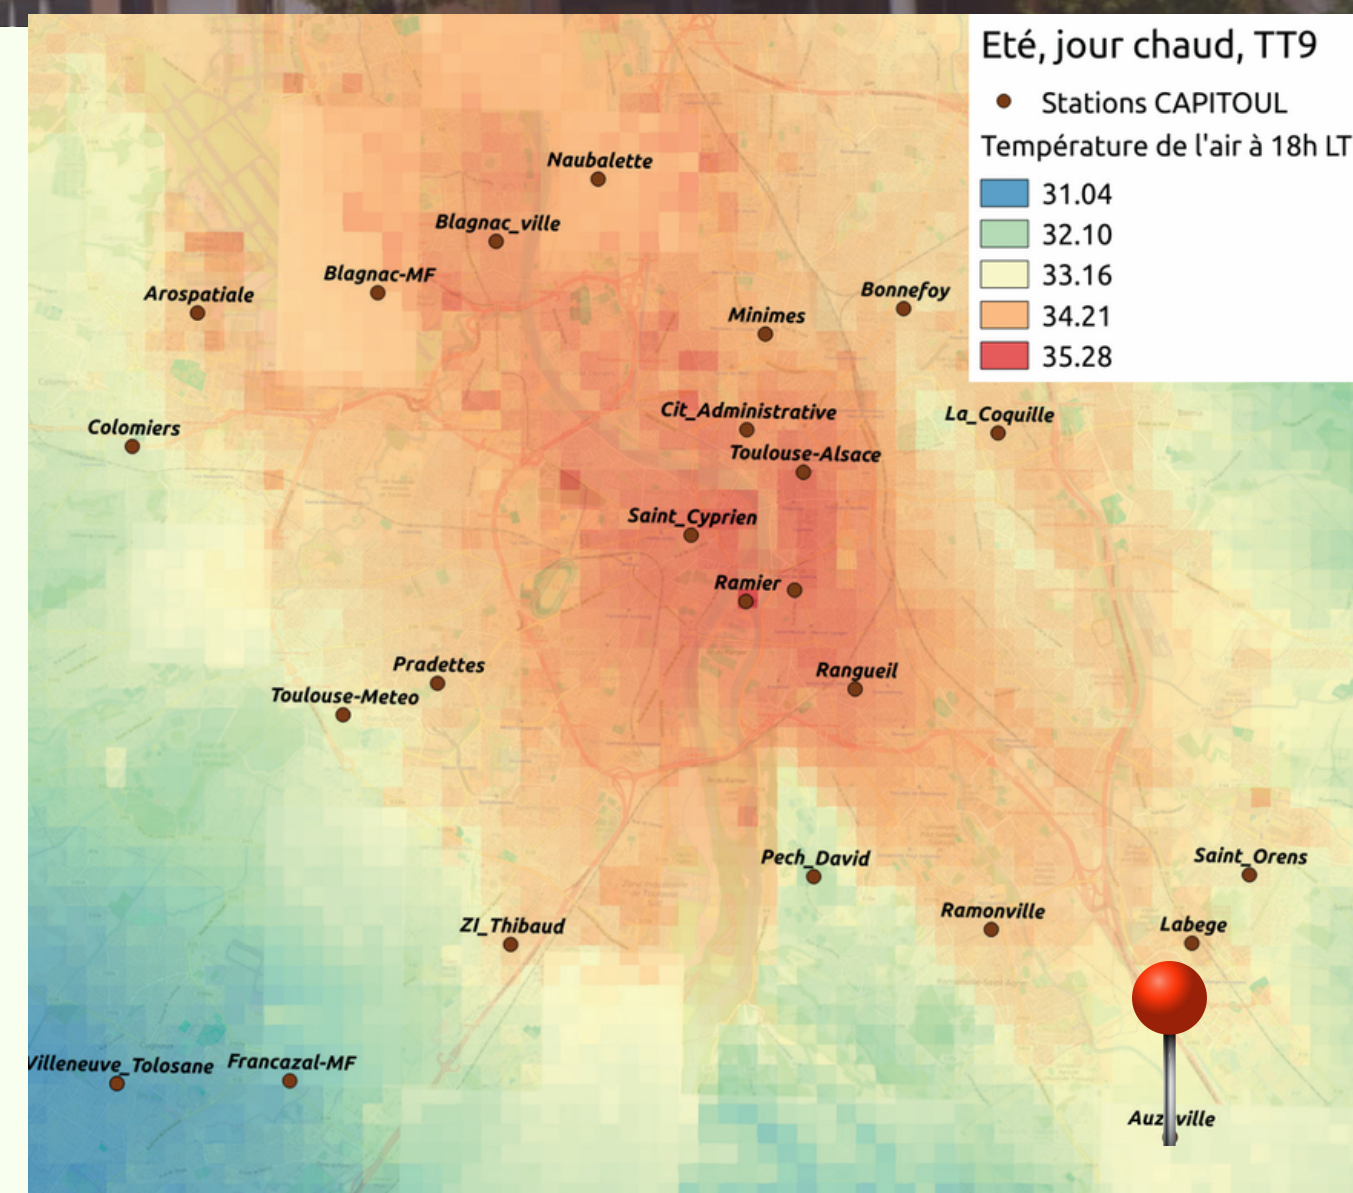 Eté, jour chaud, TT9
Stations CAPITOUL
Température de l'air à 18h LT
31.04
32.10
33.16
34.21
35.28
Naubalette
Blagnac_ville
Blagnac-MF
Arospatiale
Bonnefoy
Minimes
Cit_Administrative
La_Coquille
Colomiers
Toulouse-Alsace
Saint_Cyprien
Ramier
Pradettes
Rangueil
Toulouse-Meteo
Pech_David
Saint_Orens
Ramonville
ZI_Thibaud
Labege
Villeneuve_Tolosane
Francazal-MF